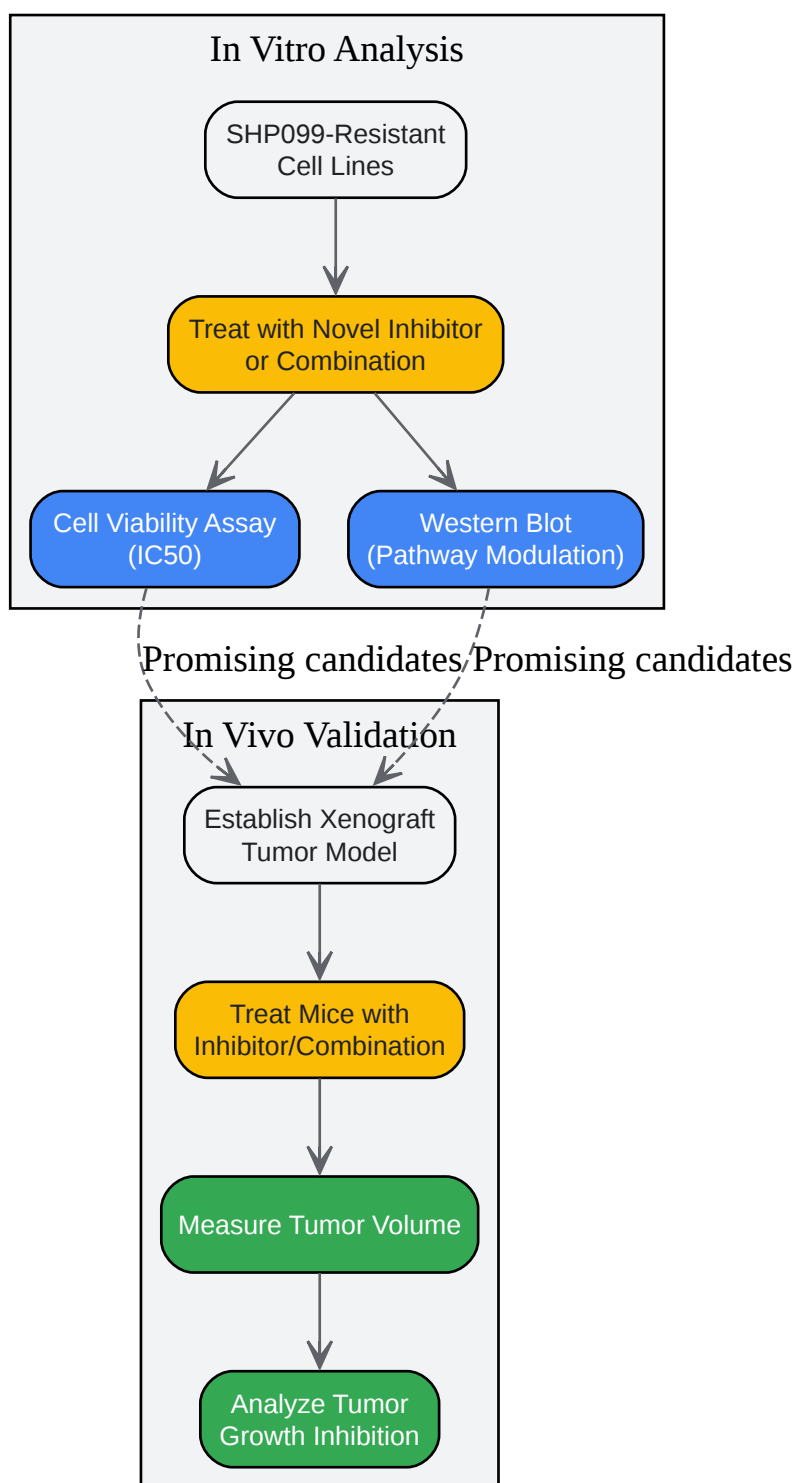 In Vitro Analysis
SHP099-Resistant
Cell Lines
Treat with Novel Inhibitor
or Combination
Cell Viability Assay
(IC50)
Western Blot
(Pathway Modulation)
Promising candidates
Promising candidates
In Vivo Validation
Establish Xenograft
Tumor Model
Treat Mice with
Inhibitor/Combination
Measure Tumor Volume
Analyze Tumor
Growth Inhibition